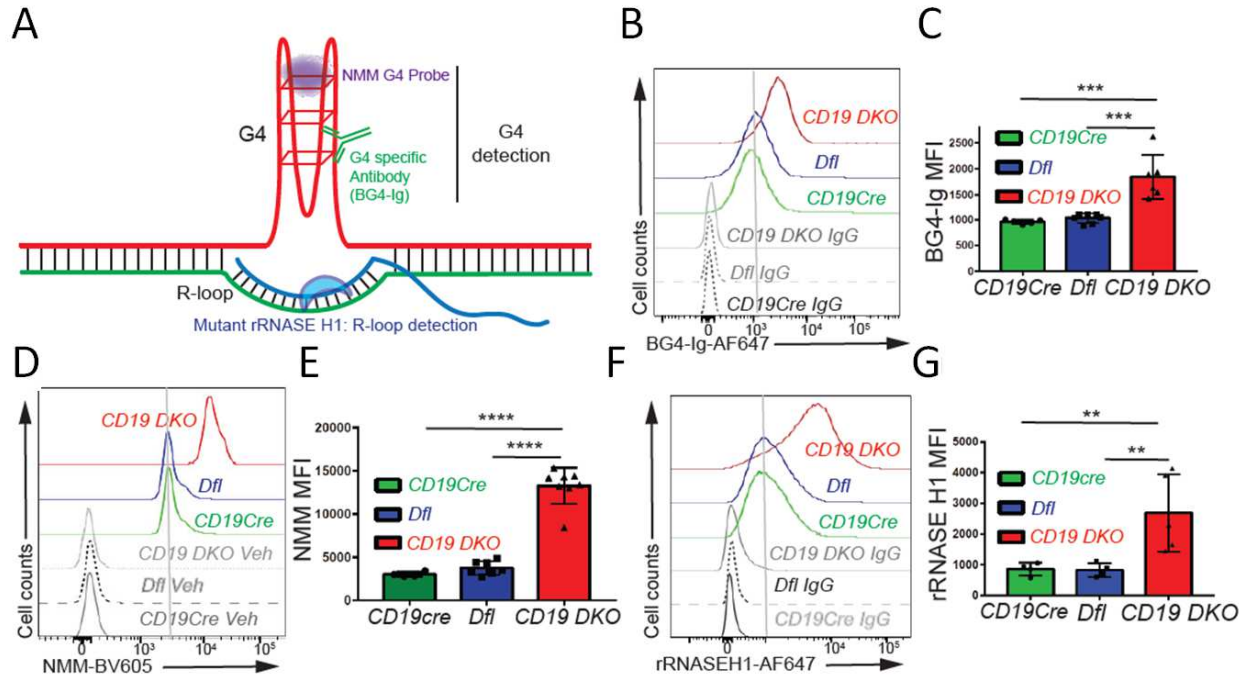 A
NMM G4 Probe
G4
G4 specific
Antibody
(BG4-Ig)
G4
detection
R-loop
Mutant rRNASE H1: R-loop detection
B
Cell counts
CD19 DKO
Dfl
CD19Cre
CD19 DKO IgG
Dfl IgG
CD19Cre IgG
0 10³ 10⁴ 10⁵
BG4-Ig-AF647
C
***
***
BG4-Ig MFI
2500
2000
1500
1000
500
0
CD19Cre
Dfl
CD19 DKO
CD19Cre Dfl CD19 DKO
D
Cell counts
CD19 DKO
Dfl
CD19Cre
CD19 DKO Veh
Dfl Veh
CD19Cre Veh
0 10³ 10⁴ 10⁵
NMM-BV605
E
****
****
NMM MFI
20000
15000
10000
5000
0
CD19Cre
Dfl
CD19 DKO
CD19cre Dfl CD19 DKO
F
Cell counts
CD19 DKO
Dfl
CD19Cre
CD19 DKO IgG
Dfl IgG
CD19Cre IgG
0 10³ 10⁴ 10⁵
rRNASEH1-AF647
G
**
**
rRNASE H1 MFI
5000
4000
3000
2000
1000
0
CD19cre
Dfl
CD19 DKO
CD19Cre Dfl CD19 DKO